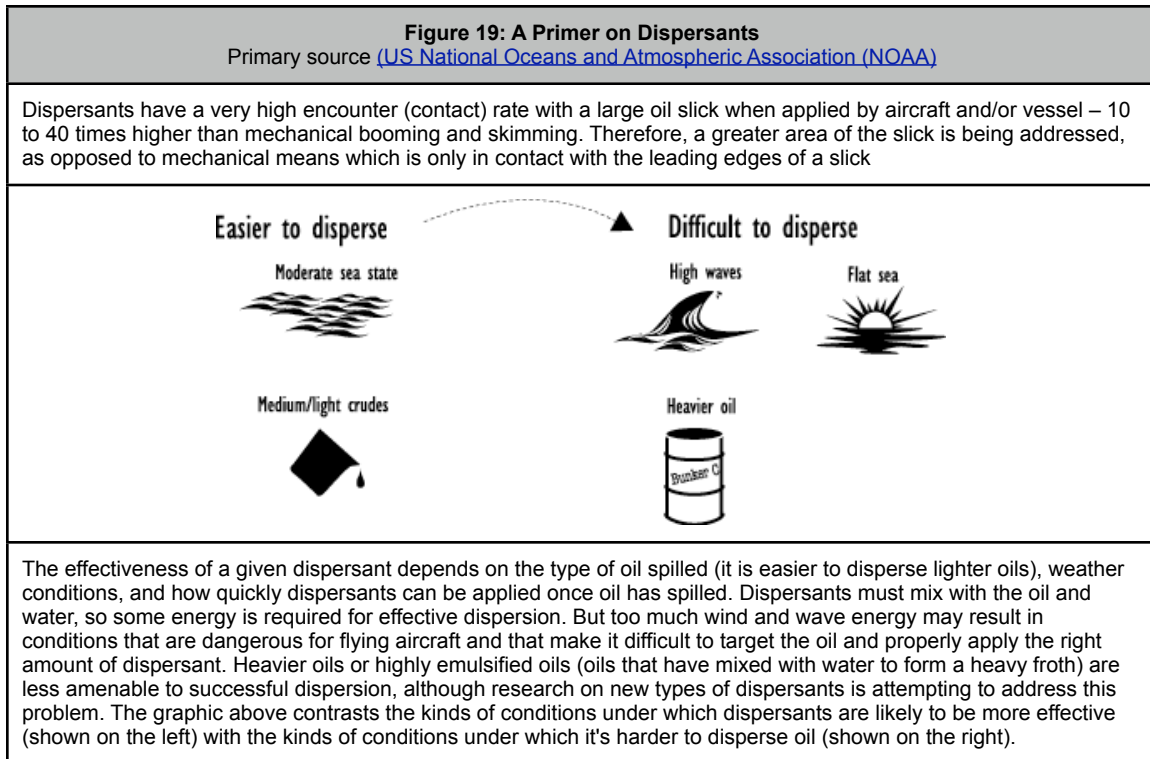 Figure 19: A Primer on Dispersants
Primary source (US National Oceans and Atmospheric Association (NOAA)
Dispersants have a very high encounter (contact) rate with a large oil slick when applied by aircraft and/or vessel – 10
to 40 times higher than mechanical booming and skimming. Therefore, a greater area of the slick is being addressed,
as opposed to mechanical means which is only in contact with the leading edges of a slick
Easier to disperse
Difficult to disperse
Moderate sea state
High waves
Flat sea
Medium/light crudes
Heavier oil
Bunker C
The effectiveness of a given dispersant depends on the type of oil spilled (it is easier to disperse lighter oils), weather
conditions, and how quickly dispersants can be applied once oil has spilled. Dispersants must mix with the oil and
water, so some energy is required for effective dispersion. But too much wind and wave energy may result in
conditions that are dangerous for flying aircraft and that make it difficult to target the oil and properly apply the right
amount of dispersant. Heavier oils or highly emulsified oils (oils that have mixed with water to form a heavy froth) are
less amenable to successful dispersion, although research on new types of dispersants is attempting to address this
problem. The graphic above contrasts the kinds of conditions under which dispersants are likely to be more effective
(shown on the left) with the kinds of conditions under which it's harder to disperse oil (shown on the right).